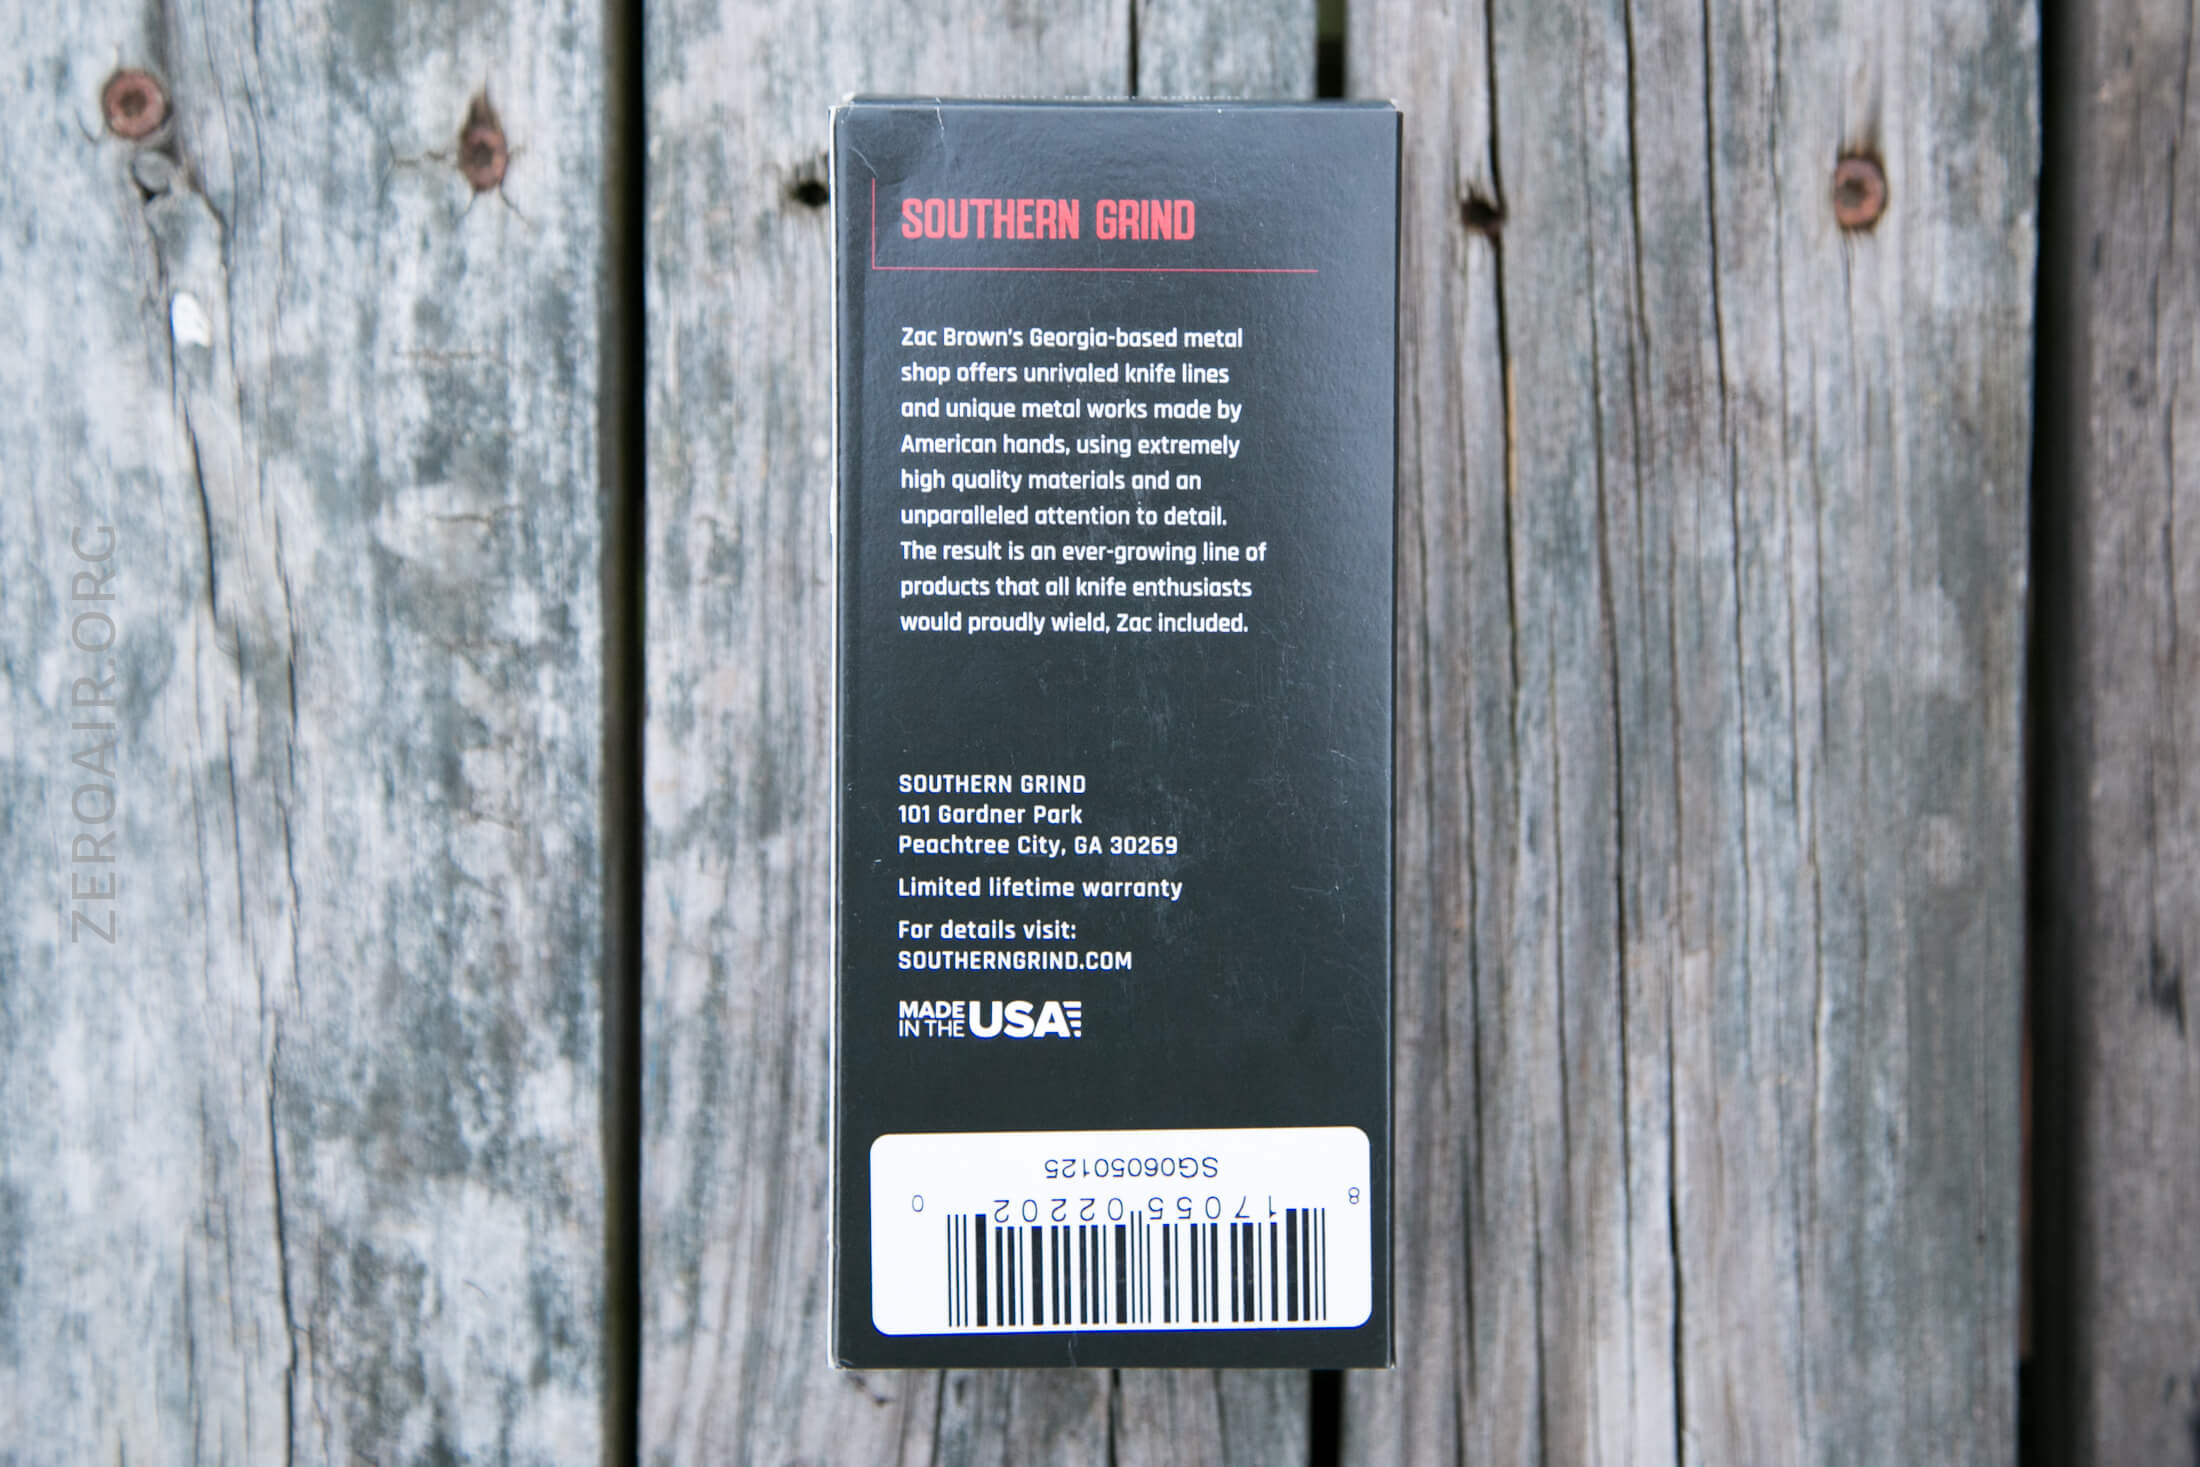 SOUTHERN GRIND
Zac Brown's Georgia-based metal
shop offers unrivaled knife lines
and unique metal works made by
American hands, using extremely
high quality materials and an
unparalleled attention to detail.
The result is an ever-growing line of
products that all knife enthusiasts
would proudly wield, Zac included.
SOUTHERN GRIND
101 Gardner Park
Peachtree City, GA 30269
Limited lifetime warranty
For details visit:
SOUTHERNGRIND.COM
MADE
IN THE USA
SG06050125
8 17055 02202 0
ZEROAIR.ORG